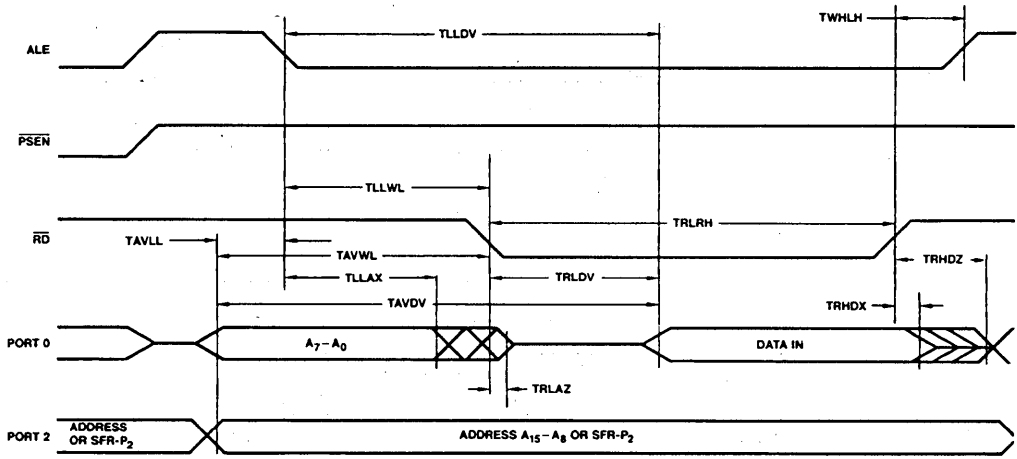 TWHLH
TLLDV
ALE
PSEN
TLLWL
TRLRH
RD
TAVLL
TAVWL
TRHDZ
TLLAX
TRLDV
TAVDV
TRHDX
PORT 0
A₇–A₀
DATA IN
TRLAZ
PORT 2
ADDRESS
OR SFR-P₂
ADDRESS A₁₅–A₈ OR SFR-P₂